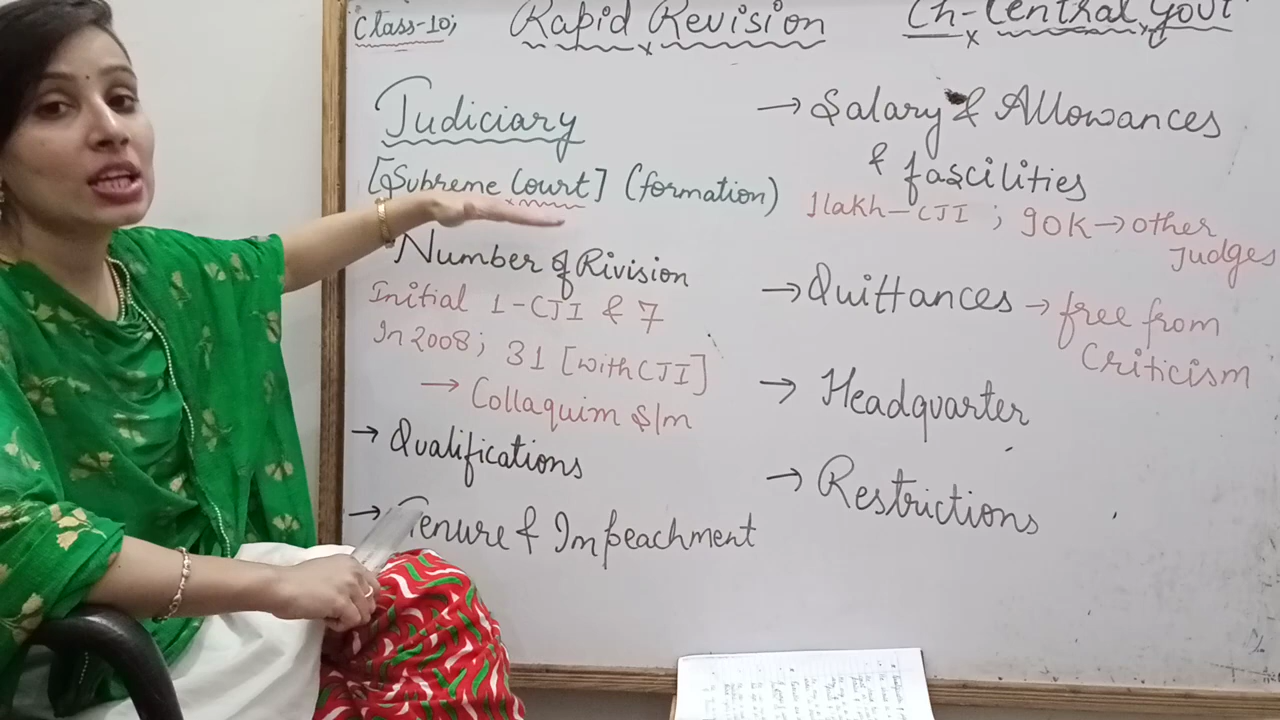 Class-10;
Rapid Revision
Ch-Central Govt
Judiciary
[Subreme Court] (formation)
Number of Rivision
Initial 1-CJI & 7
In 2008; 31 [with CJI]
→ Collaquim S/m
→ Qualifications
→ Tenure & Impeachment
→ Salary & Allowances
& fascilities
1lakh-CJI ; 90K→other
Judges
→ Quittances → free from
Criticism
→ Headquarter
→ Restrictions